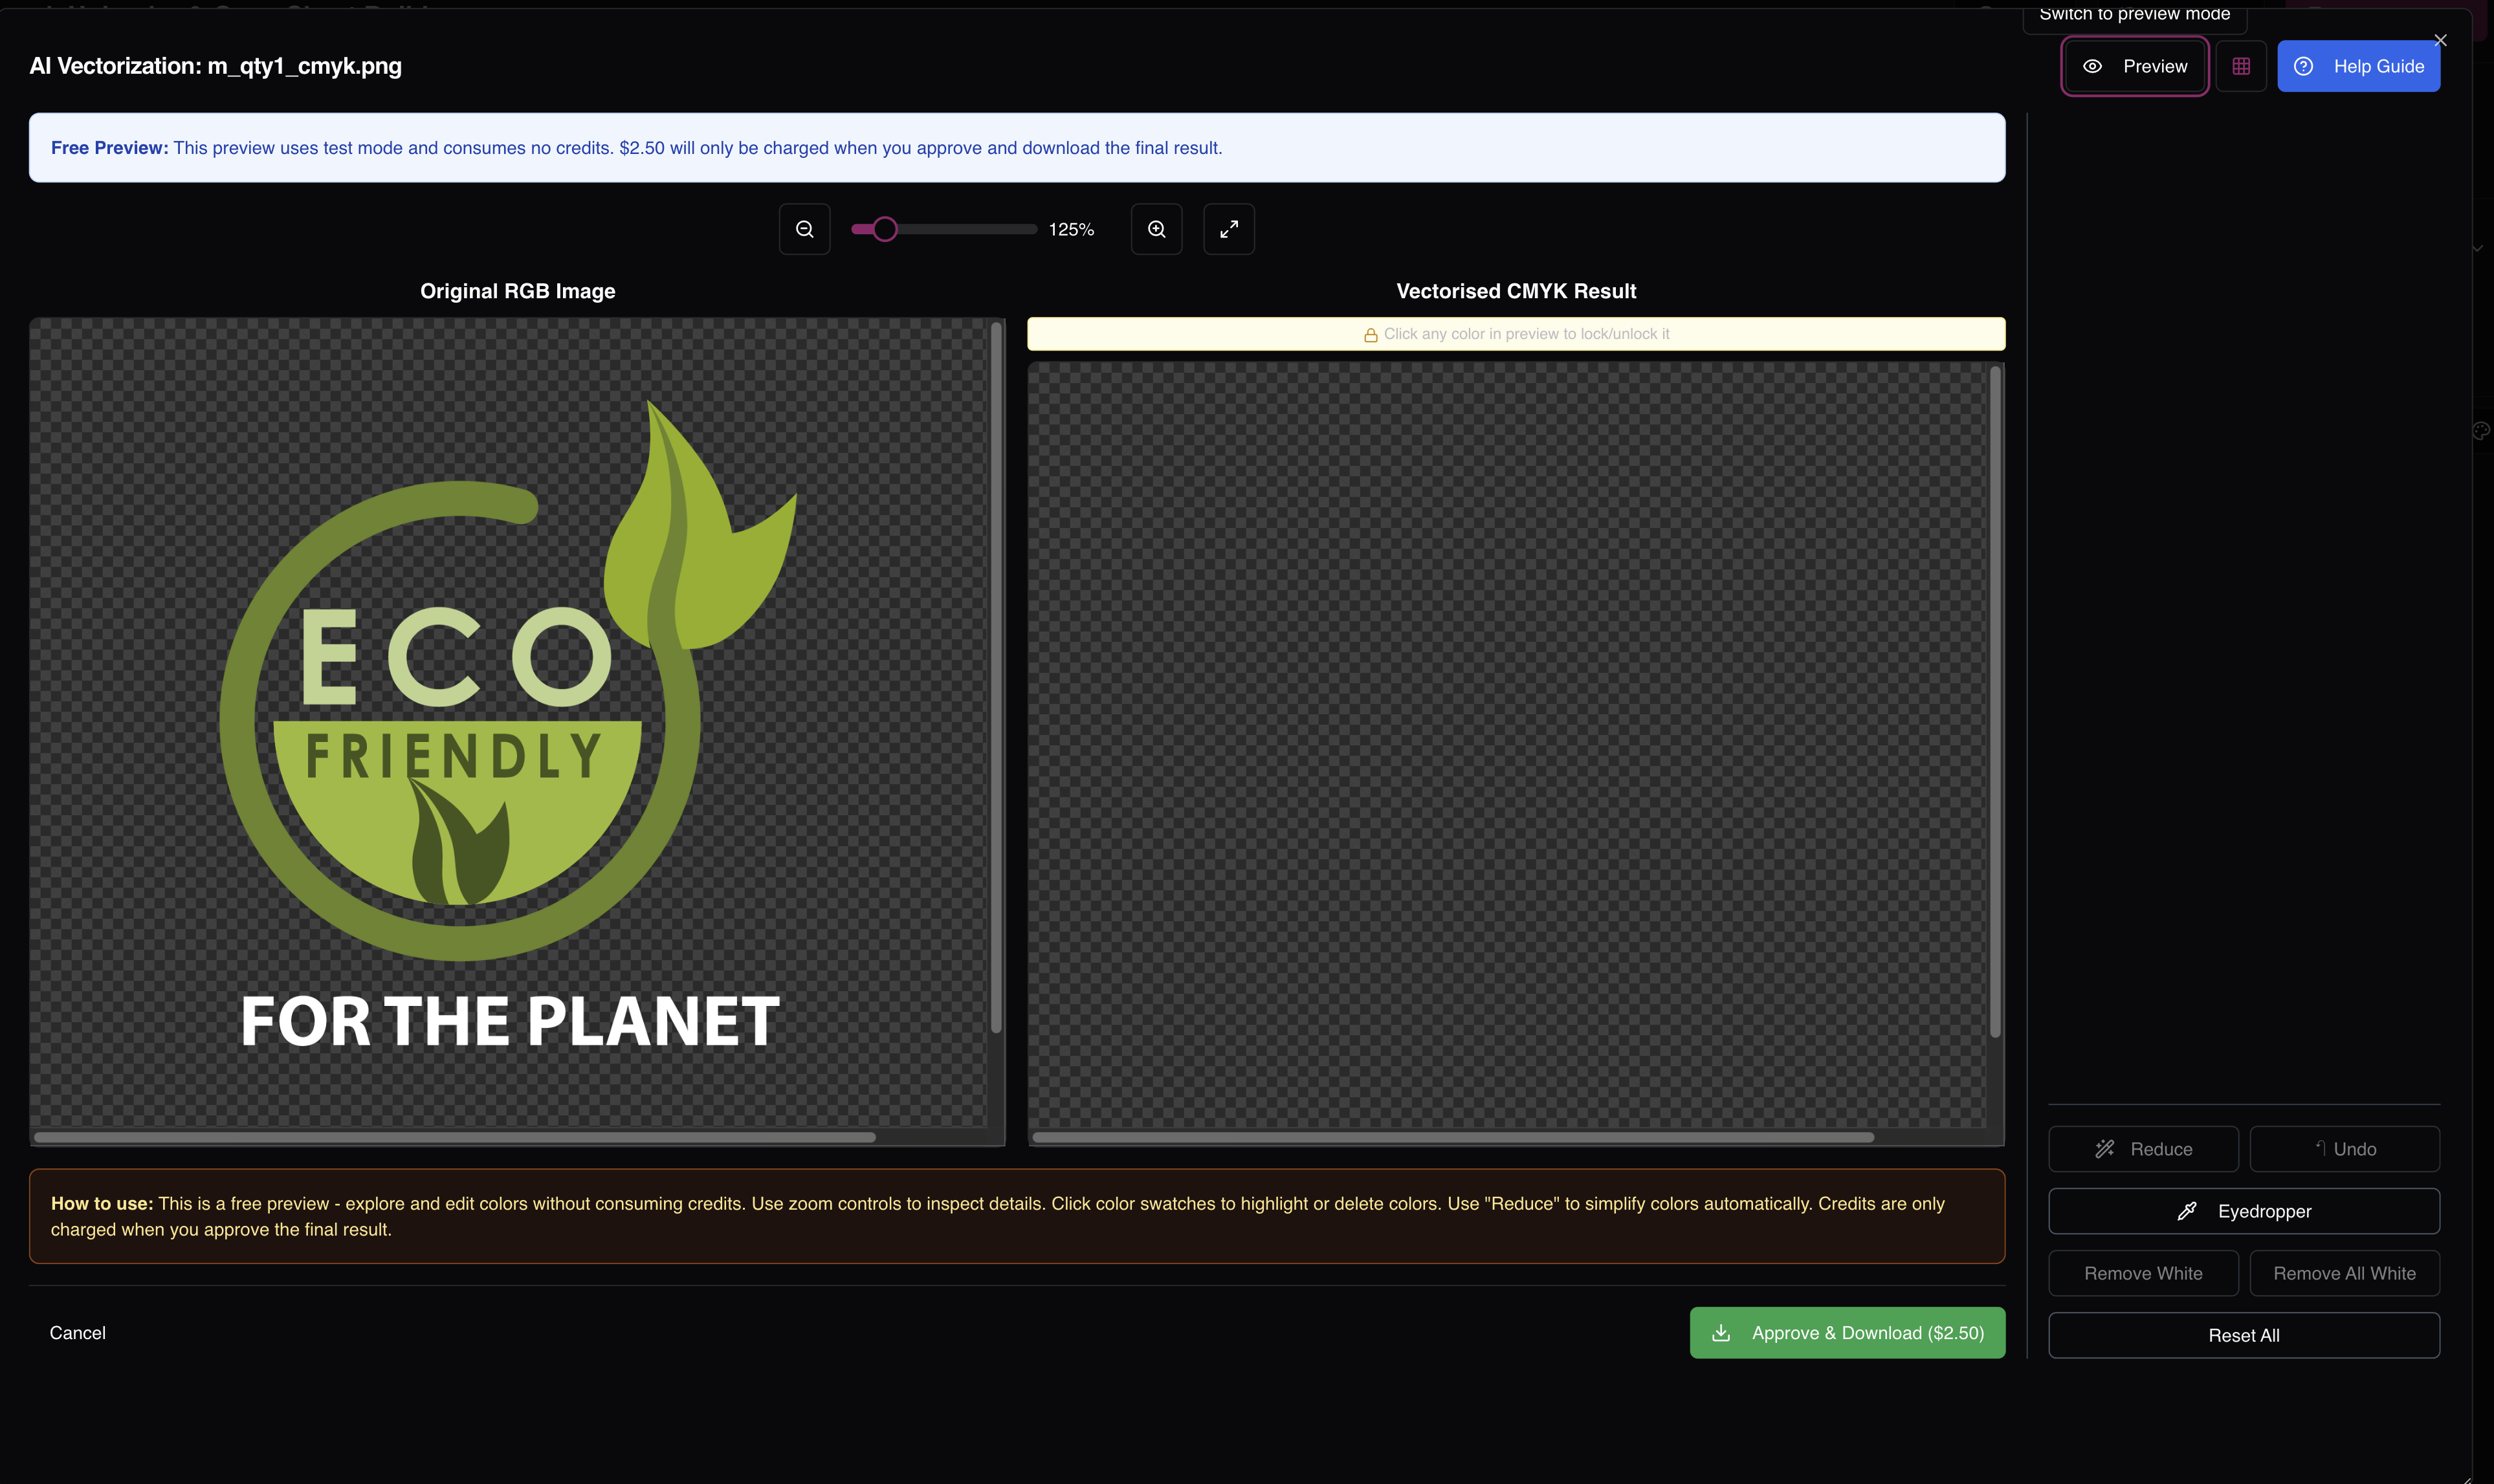 Switch to preview mode
AI Vectorization: m_qty1_cmyk.png
Preview
Help Guide
Free Preview: This preview uses test mode and consumes no credits. $2.50 will only be charged when you approve and download the final result.
125%
Original RGB Image
Vectorised CMYK Result
Click any color in preview to lock/unlock it
ECO
FRIENDLY
FOR THE PLANET
Reduce
Undo
How to use: This is a free preview - explore and edit colors without consuming credits. Use zoom controls to inspect details. Click color swatches to highlight or delete colors. Use "Reduce" to simplify colors automatically. Credits are only
charged when you approve the final result.
Eyedropper
Remove White
Remove All White
Cancel
Approve & Download ($2.50)
Reset All